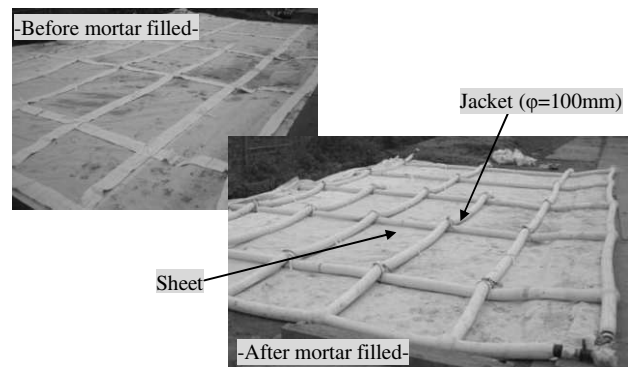 -Before mortar filled-
Jacket (φ=100mm)
Sheet
-After mortar filled-